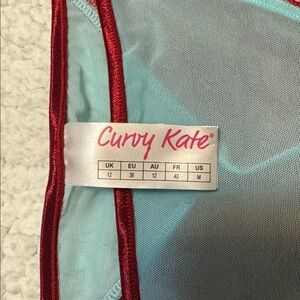 Curvy Kate®
UK EU AU FR US
12 38 12 40 M